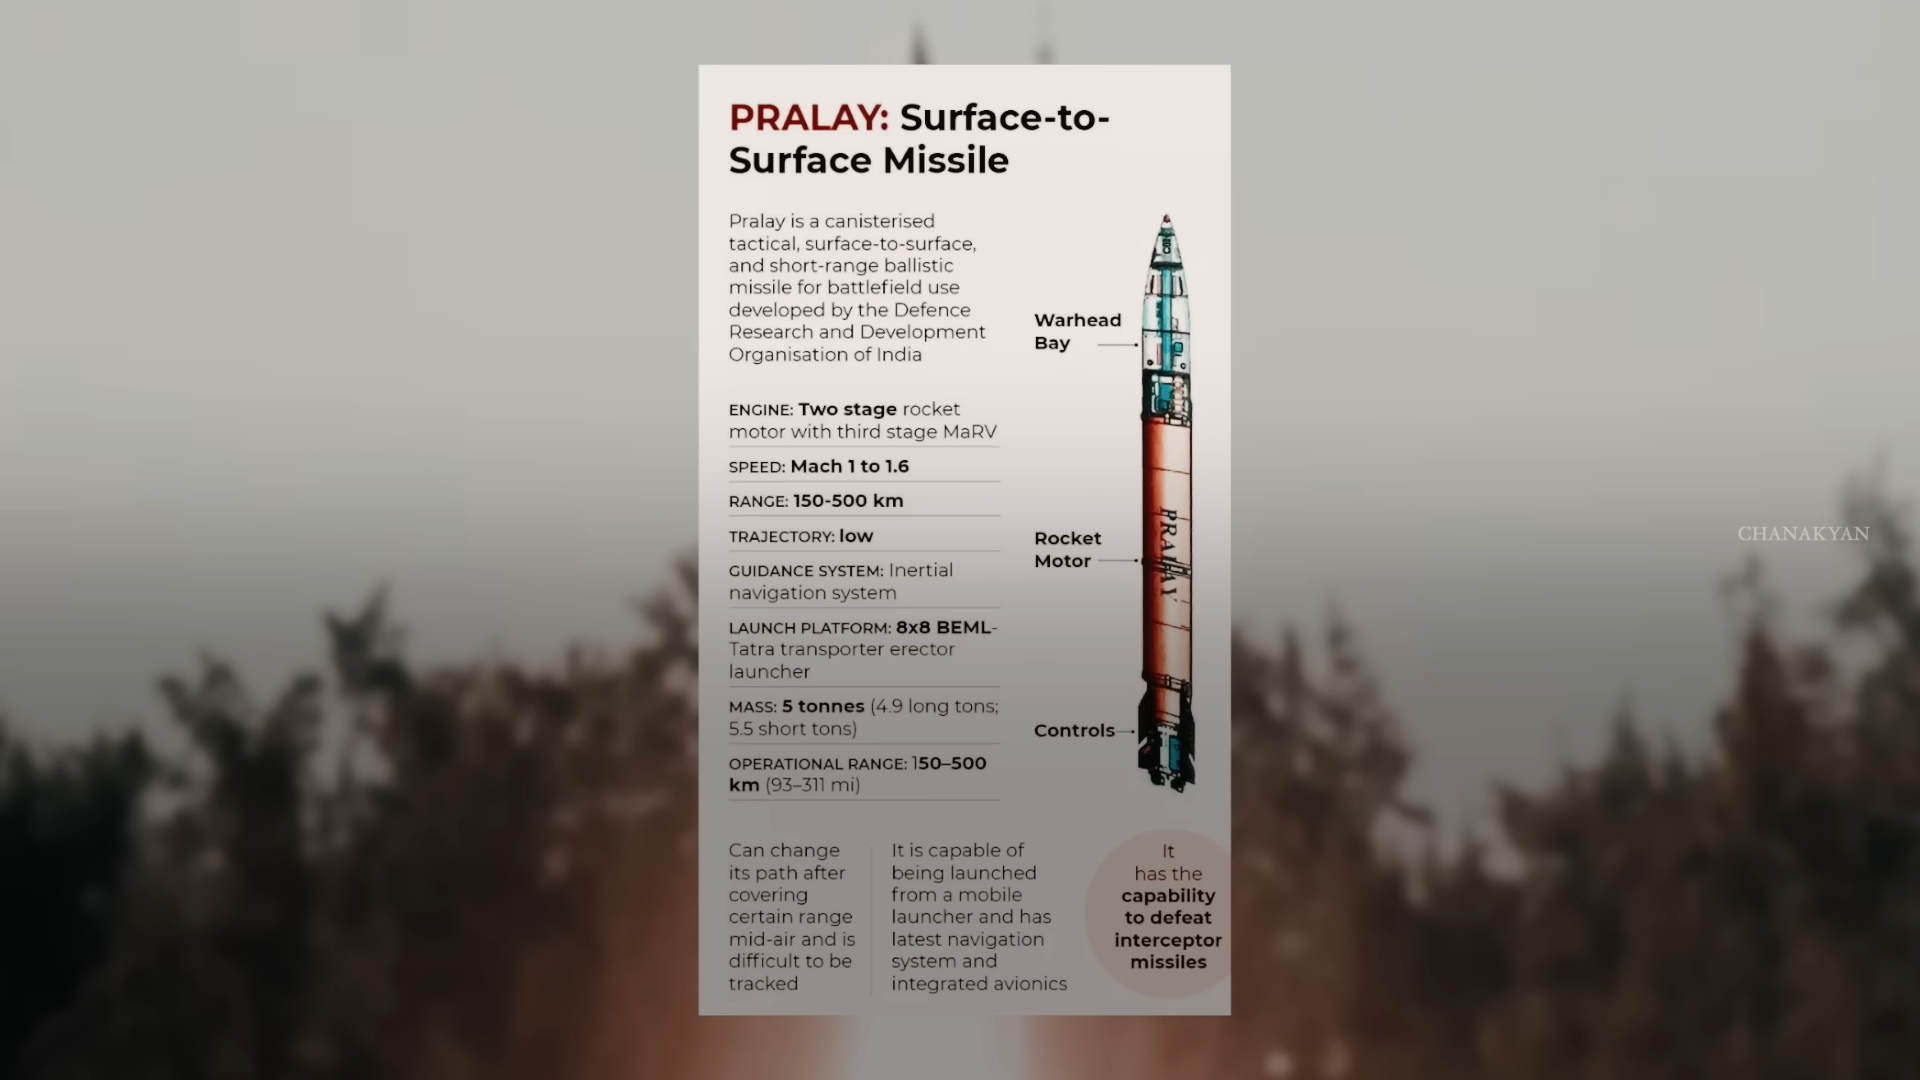 PRALAY: Surface-to-
Surface Missile
Pralay is a canisterised
tactical, surface-to-surface,
and short-range ballistic
missile for battlefield use
developed by the Defence
Research and Development
Organisation of India
ENGINE: Two stage rocket
motor with third stage MaRV
SPEED: Mach 1 to 1.6
RANGE: 150-500 km
TRAJECTORY: low
GUIDANCE SYSTEM: Inertial
navigation system
LAUNCH PLATFORM: 8x8 BEML-
Tatra transporter erector
launcher
MASS: 5 tonnes (4.9 long tons;
5.5 short tons)
OPERATIONAL RANGE: 150–500
km (93–311 mi)
Warhead
Bay
Rocket
Motor
Controls
PRALAY
Can change
its path after
covering
certain range
mid-air and is
difficult to be
tracked
It is capable of
being launched
from a mobile
launcher and has
latest navigation
system and
integrated avionics
It
has the
capability
to defeat
interceptor
missiles
CHANAKYAN